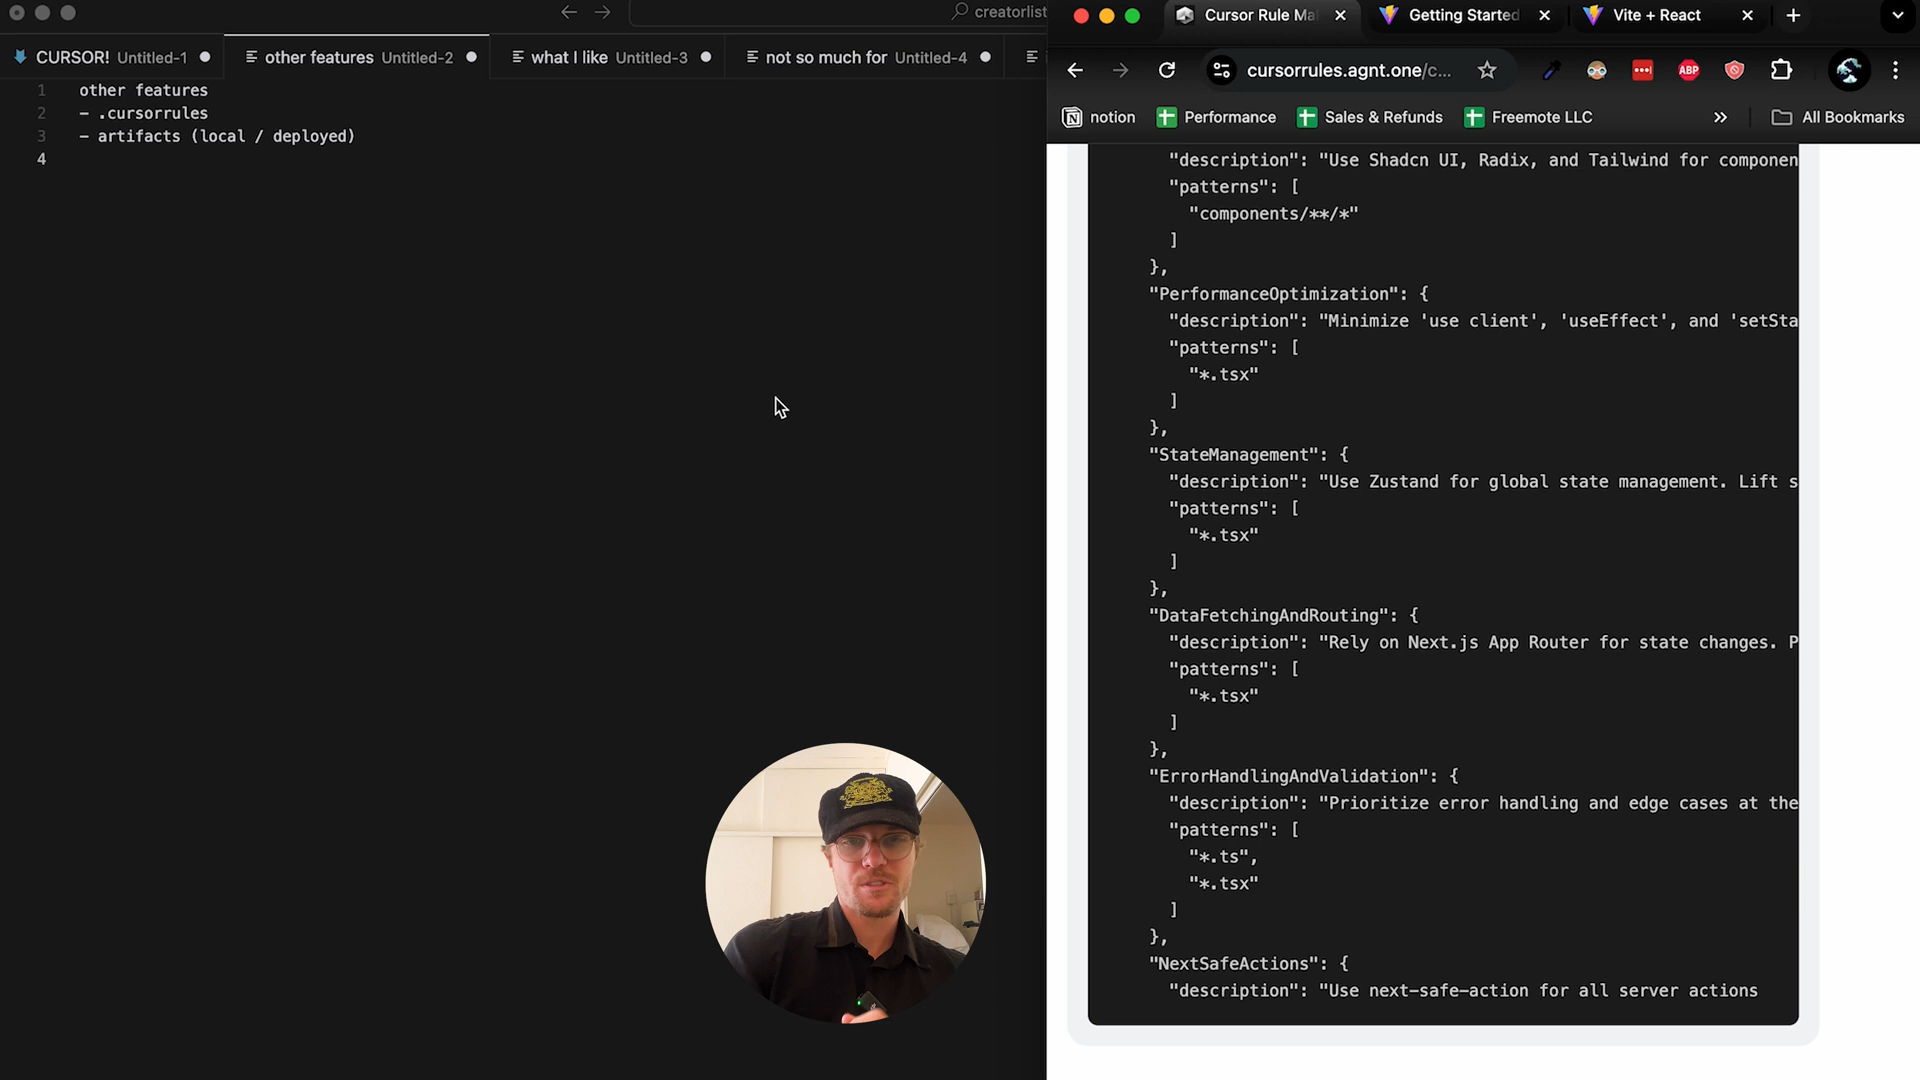 creatorlist
CURSOR! Untitled-1
other features Untitled-2
what I like Untitled-3
not so much for Untitled-4
1 other features
2 - .cursorrules
3 - artifacts (local / deployed)
4
Cursor Rule Ma
Getting Started
Vite + React
cursorrules.agnt.one/c...
ABP
notion
Performance
Sales & Refunds
Freemote LLC
»
All Bookmarks
"description": "Use Shadcn UI, Radix, and Tailwind for componen
"patterns": [
"components/**/*"
]
},
"PerformanceOptimization": {
"description": "Minimize 'use client', 'useEffect', and 'setSta
"patterns": [
"*.tsx"
]
},
"StateManagement": {
"description": "Use Zustand for global state management. Lift s
"patterns": [
"*.tsx"
]
},
"DataFetchingAndRouting": {
"description": "Rely on Next.js App Router for state changes. P
"patterns": [
"*.tsx"
]
},
"ErrorHandlingAndValidation": {
"description": "Prioritize error handling and edge cases at the
"patterns": [
"*.ts",
"*.tsx"
]
},
"NextSafeActions": {
"description": "Use next-safe-action for all server actions